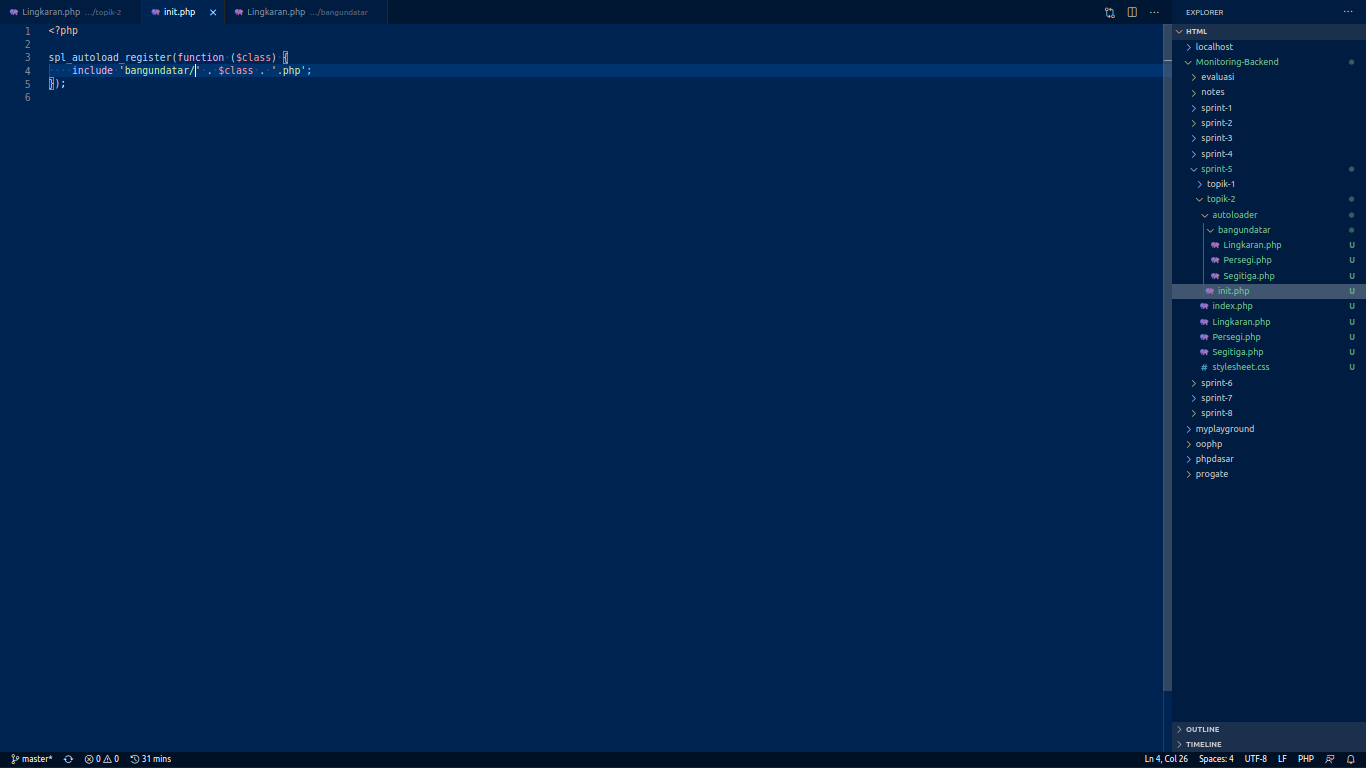 Lingkaran.php .../topik-2 init.php Lingkaran.php .../bangundatar
1 <?php
2
3 spl_autoload_register(function ($class) {
4 include 'bangundatar/' . $class . '.php';
5 });
6
EXPLORER
HTML
localhost
Monitoring-Backend
evaluasi
notes
sprint-1
sprint-2
sprint-3
sprint-4
sprint-5
topik-1
topik-2
autoloader
bangundatar
Lingkaran.php U
Persegi.php U
Segitiga.php U
init.php U
index.php U
Lingkaran.php U
Persegi.php U
Segitiga.php U
# stylesheet.css U
sprint-6
sprint-7
sprint-8
myplayground
oophp
phpdasar
progate
OUTLINE
TIMELINE
master* 0 0 31 mins Ln 4, Col 26 Spaces: 4 UTF-8 LF PHP